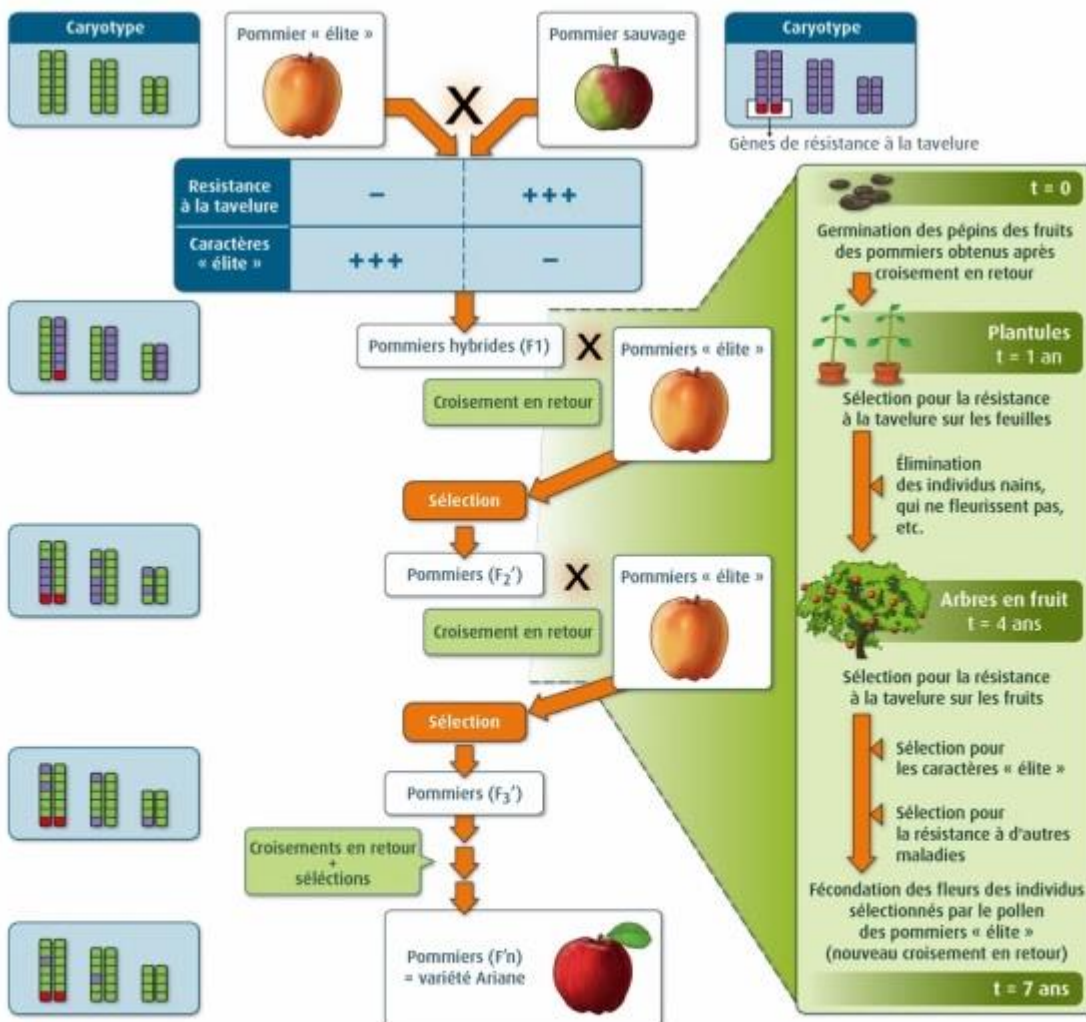 Caryotype
Pommier « élite »
X
Pommier sauvage
Caryotype
Gènes de résistance à la tavelure
Resistance
à la tavelure
–
+++
Caractères
« élite »
+++
–
Pommiers hybrides (F1)
X
Pommiers « élite »
Croisement en retour
Sélection
Pommiers (F2')
X
Pommiers « élite »
Croisement en retour
Sélection
Pommiers (F3')
Croisements en retour
+
séléctions
Pommiers (F'n)
= variété Ariane
t = 0
Germination des pépins des fruits
des pommiers obtenus après
croisement en retour
Plantules
t = 1 an
Sélection pour la résistance
à la tavelure sur les feuilles
Élimination
des individus nains,
qui ne fleurissent pas,
etc.
Arbres en fruit
t = 4 ans
Sélection pour la résistance
à la tavelure sur les fruits
Sélection pour
les caractères « élite »
Sélection pour
la résistance à d'autres
maladies
Fécondation des fleurs des individus
sélectionnés par le pollen
des pommiers « élite »
(nouveau croisement en retour)
t = 7 ans